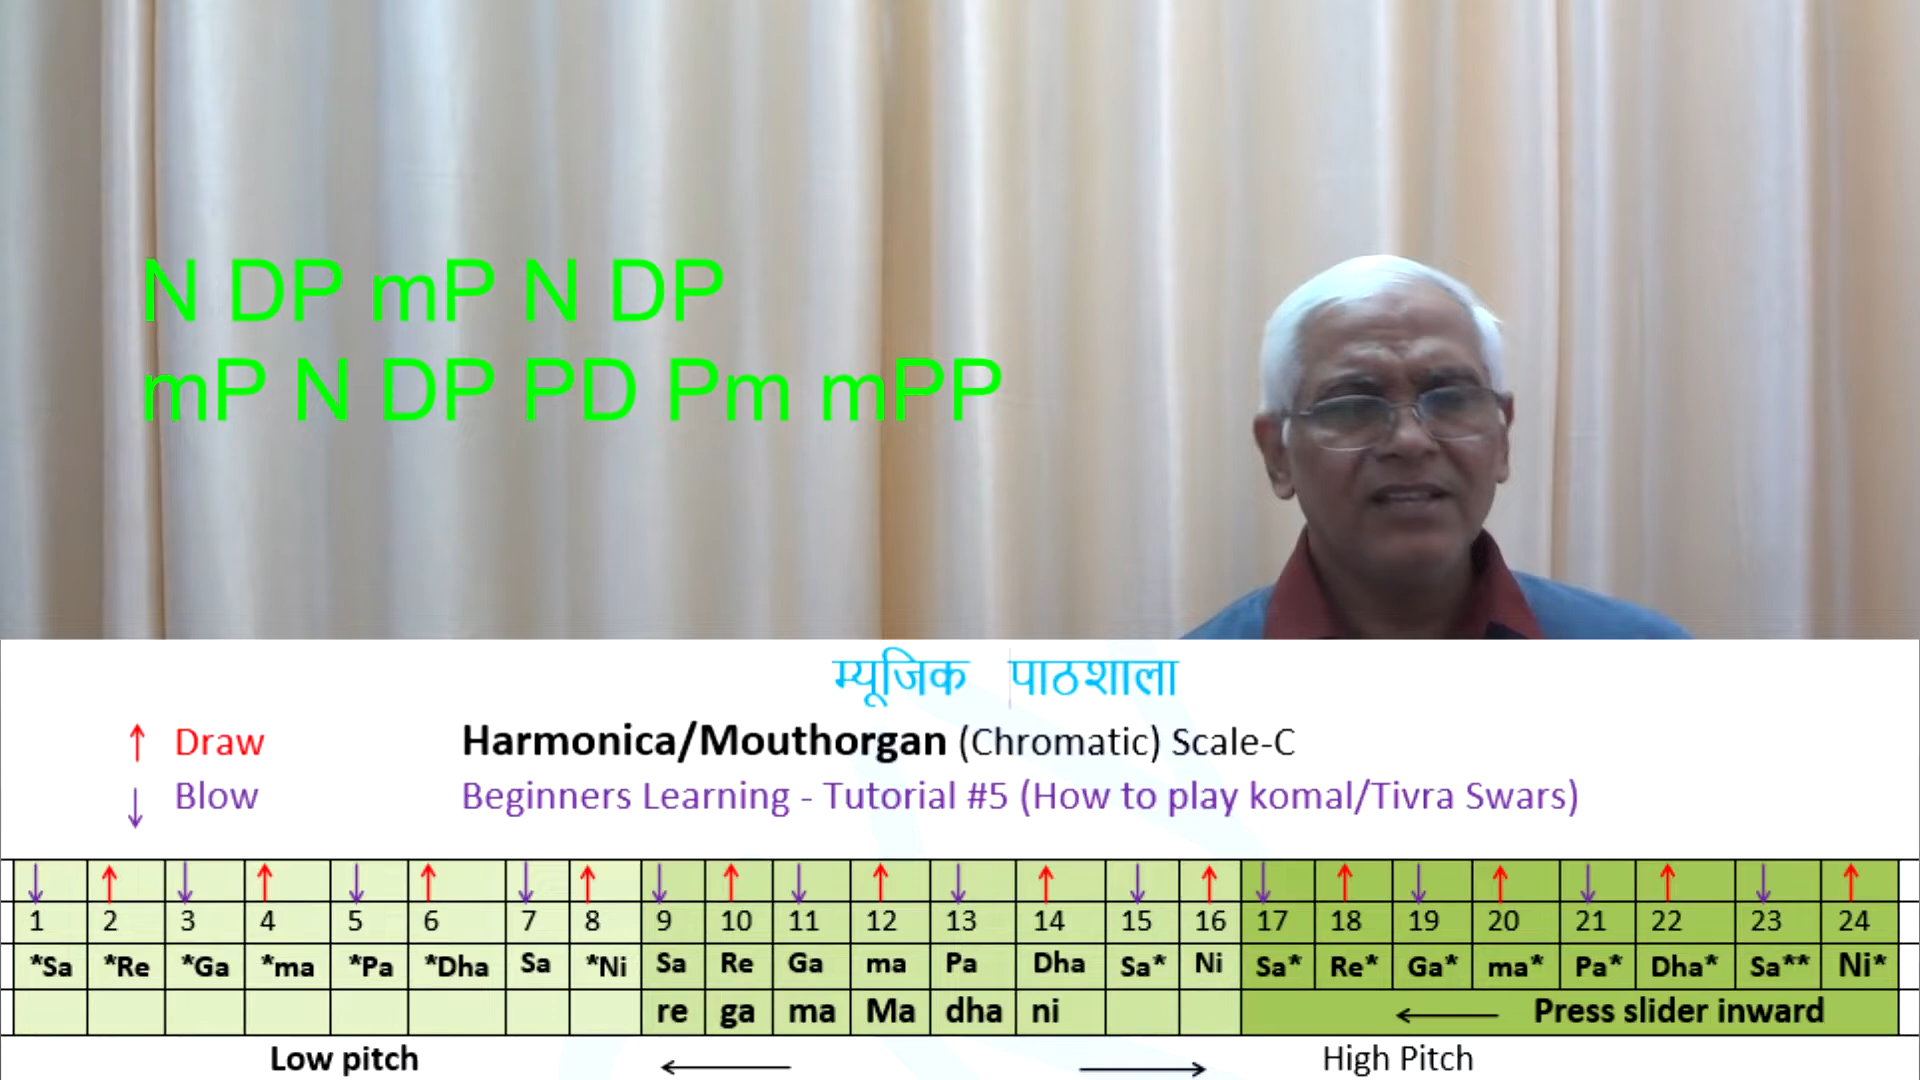 N DP mP N DP
mP N DP PD Pm mPP
म्यूजिक पाठशाला
↑ Draw Harmonica/Mouthorgan (Chromatic) Scale-C
↓ Blow Beginners Learning - Tutorial #5 (How to play komal/Tivra Swars)
↓ ↑ ↓ ↑ ↓ ↑ ↓ ↑ ↓ ↑ ↓ ↑ ↓ ↑ ↓ ↑ ↓ ↑ ↓ ↑ ↓ ↑ ↓ ↑
1 2 3 4 5 6 7 8 9 10 11 12 13 14 15 16 17 18 19 20 21 22 23 24
*Sa *Re *Ga *ma *Pa *Dha Sa *Ni Sa Re Ga ma Pa Dha Sa* Ni Sa* Re* Ga* ma* Pa* Dha* Sa** Ni*
re ga ma Ma dha ni ← Press slider inward
Low pitch ← → High Pitch